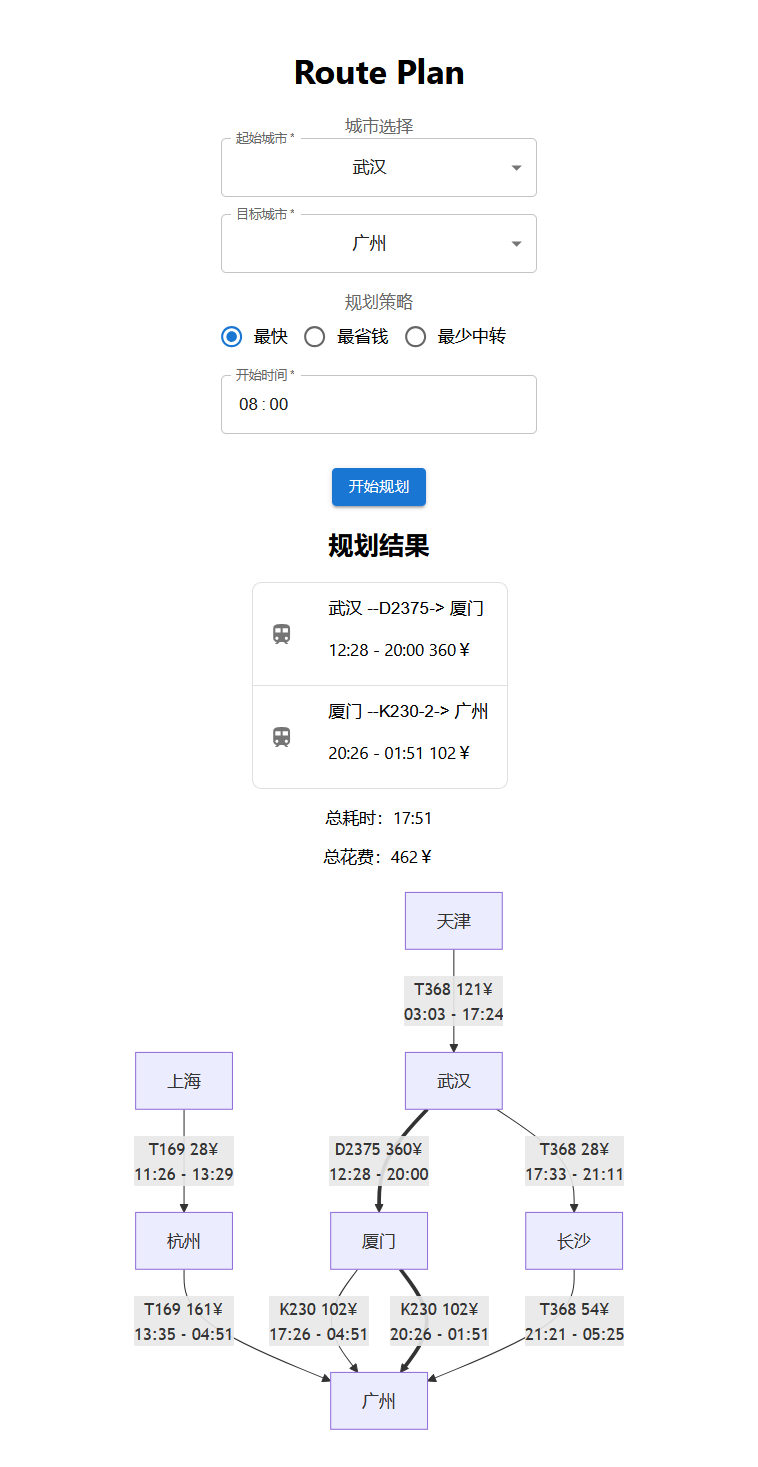 Route Plan
城市选择
起始城市 *
武汉
目标城市 *
广州
规划策略
最快 最省钱 最少中转
开始时间 *
08 : 00
开始规划
规划结果
武汉 --D2375-> 厦门
12:28 - 20:00 360￥
厦门 --K230-2-> 广州
20:26 - 01:51 102￥
总耗时：17:51
总花费：462￥
天津
T368 121¥
03:03 - 17:24
上海 武汉
T169 28¥ D2375 360¥ T368 28¥
11:26 - 13:29 12:28 - 20:00 17:33 - 21:11
杭州 厦门 长沙
T169 161¥ K230 102¥ K230 102¥ T368 54¥
13:35 - 04:51 17:26 - 04:51 20:26 - 01:51 21:21 - 05:25
广州